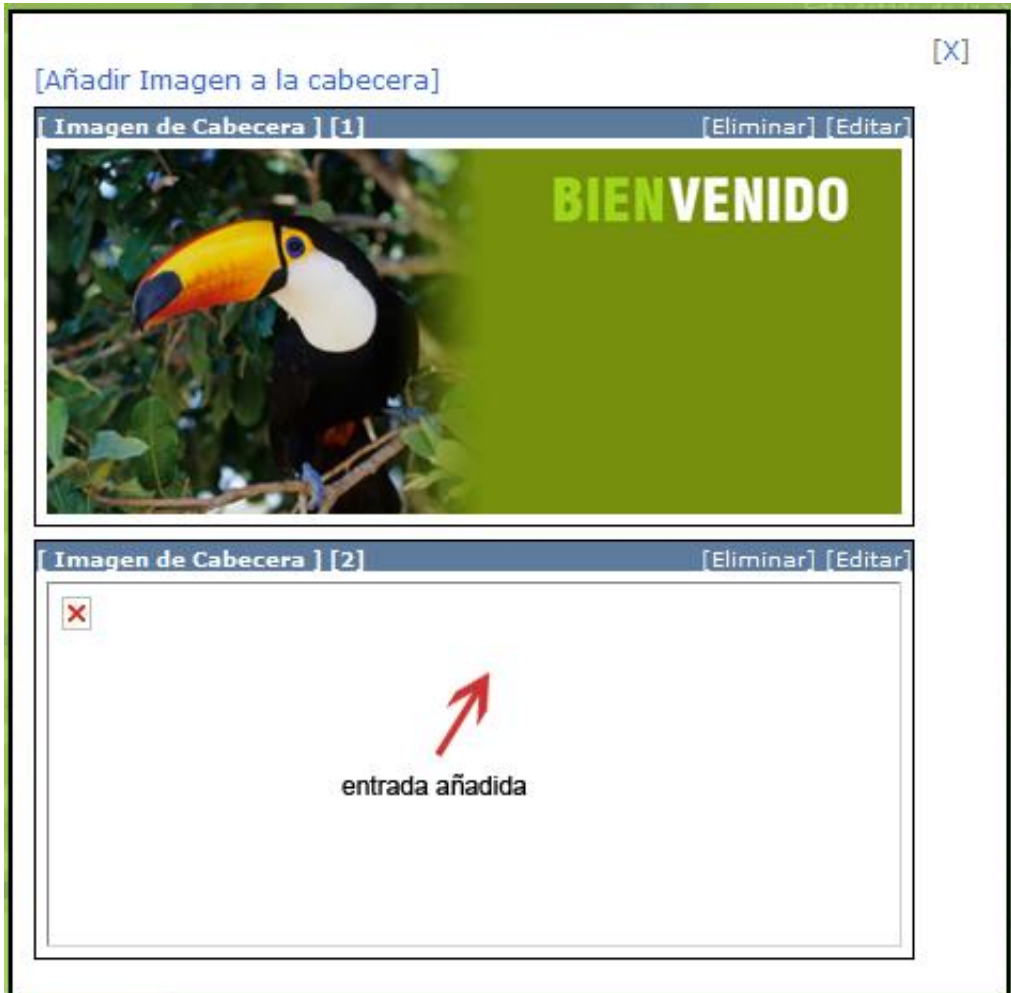 [X]
[Añadir Imagen a la cabecera]
[ Imagen de Cabecera ] [1] [Eliminar] [Editar]
BIENVENIDO
[ Imagen de Cabecera ] [2] [Eliminar] [Editar]
entrada añadida